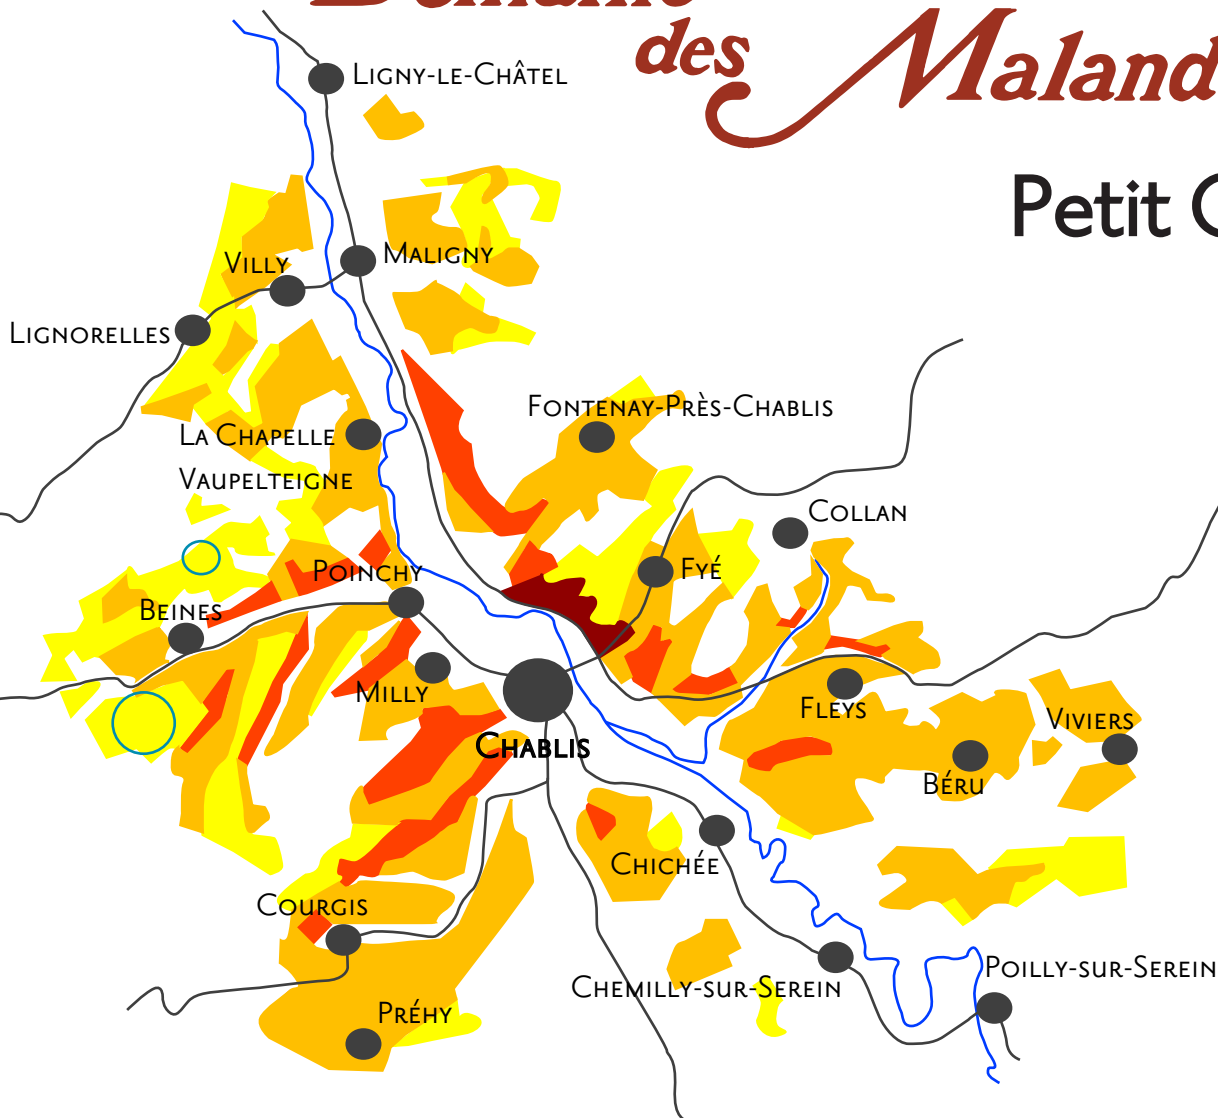 des
Maland
Petit
LIGNY-LE-CHÂTEL
MALIGNY
VILLY
LIGNORELLES
FONTENAY-PRÈS-CHABLIS
LA CHAPELLE
VAUPELTEIGNE
COLLAN
POINCHY
FYÉ
BEINES
MILLY
FLEYS
VIVIERS
CHABLIS
BÉRU
CHICHÉE
COURGIS
CHEMILLY-SUR-SEREIN
POILLY-SUR-SEREIN
PRÉHY